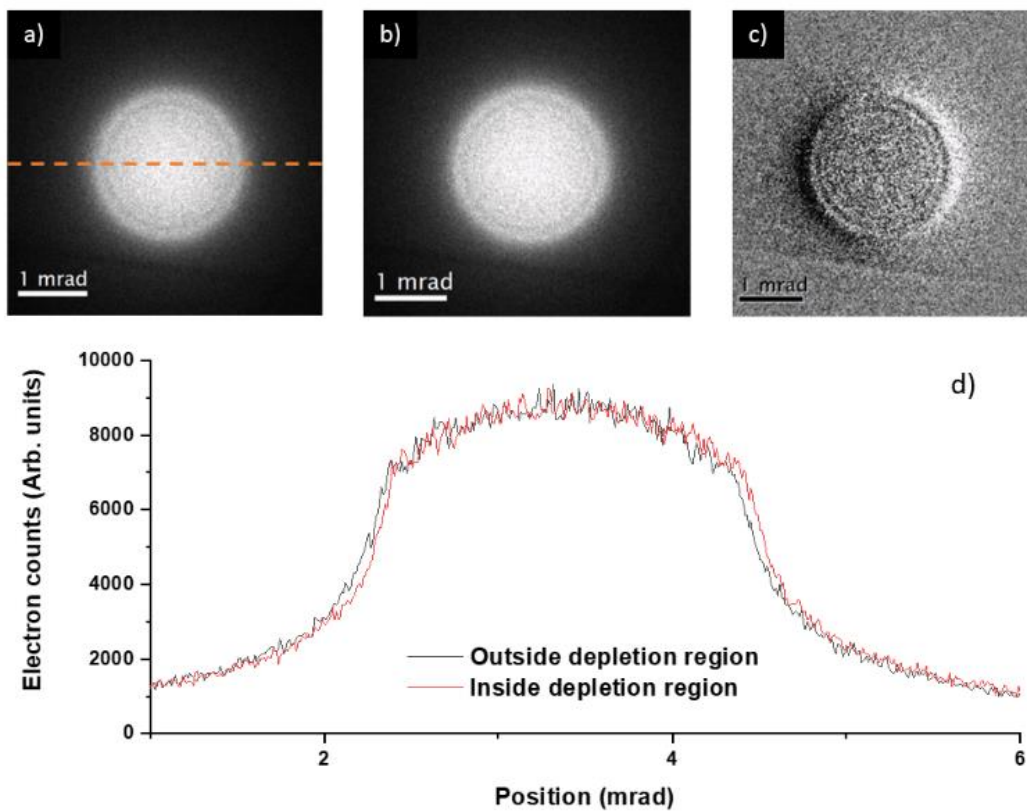 a)
b)
c)
1 mrad
1 mrad
1 mrad
d)
10000
8000
6000
4000
2000
0
Electron counts (Arb. units)
Outside depletion region
Inside depletion region
2
4
6
Position (mrad)